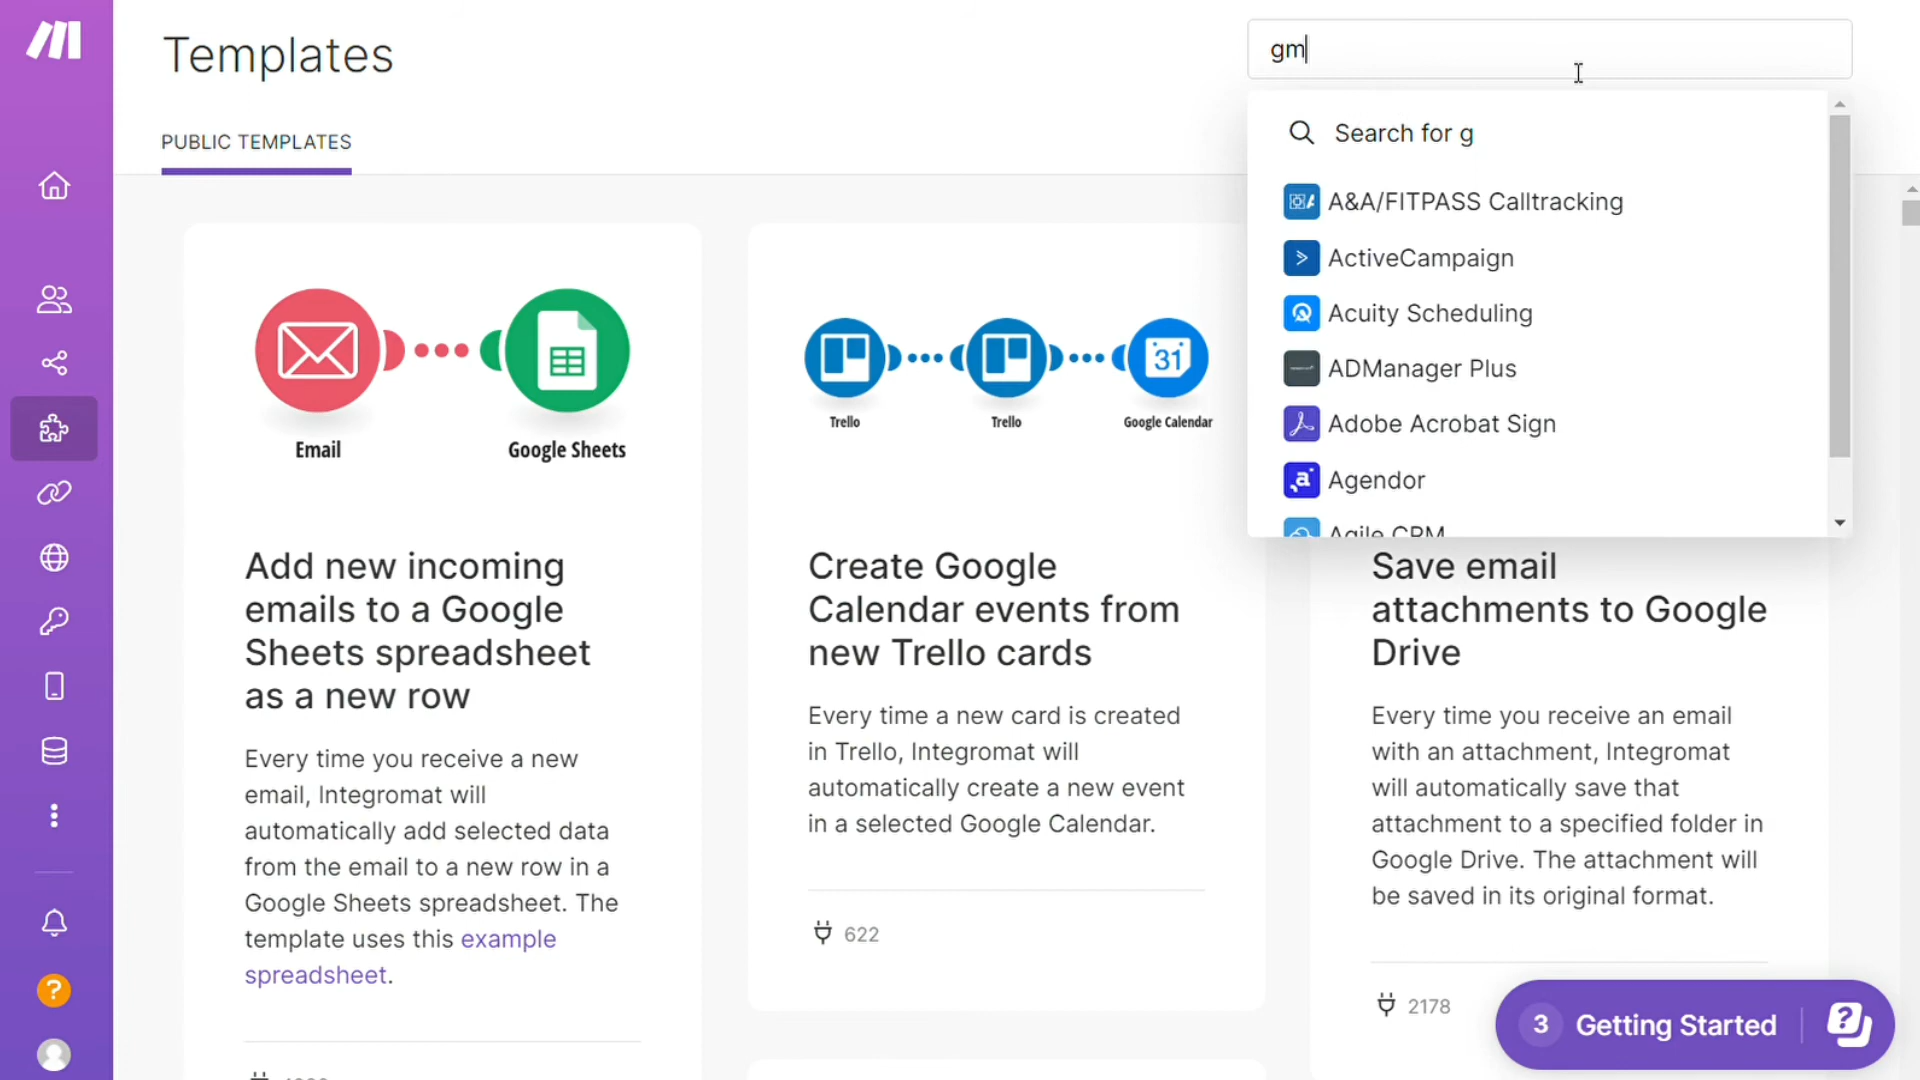 Templates
gm
PUBLIC TEMPLATES
Search for g
A&A/FITPASS Calltracking
ActiveCampaign
Acuity Scheduling
ADManager Plus
Adobe Acrobat Sign
Agendor
Agile CRM
Email
Google Sheets
Add new incoming
emails to a Google
Sheets spreadsheet
as a new row
Every time you receive a new
email, Integromat will
automatically add selected data
from the email to a new row in a
Google Sheets spreadsheet. The
template uses this example
spreadsheet.
Trello
Trello
31
Google Calendar
Create Google
Calendar events from
new Trello cards
Every time a new card is created
in Trello, Integromat will
automatically create a new event
in a selected Google Calendar.
622
Save email
attachments to Google
Drive
Every time you receive an email
with an attachment, Integromat
will automatically save that
attachment to a specified folder in
Google Drive. The attachment will
be saved in its original format.
2178
3 Getting Started